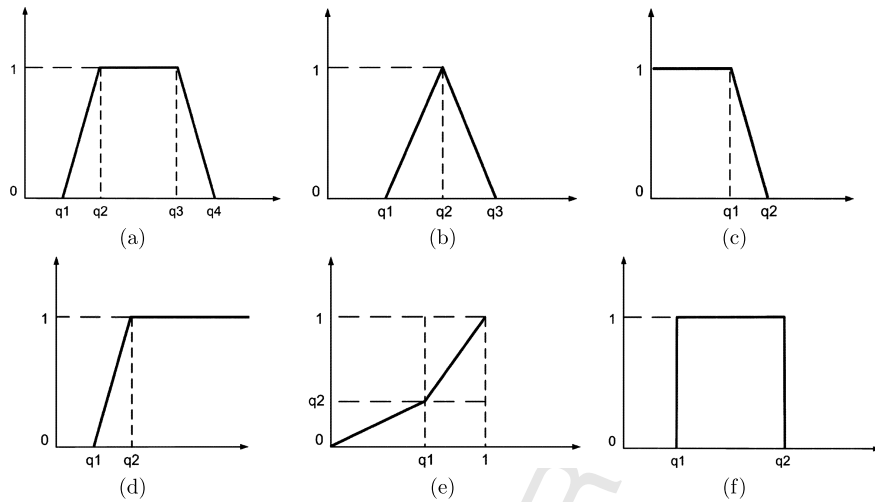 1 1 1
0 0 0
q1 q2 q3 q4 q1 q2 q3 q1 q2
(a) (b) (c)
1 1 1
q2
0 0 0
q1 q2 q1 1 q1 q2
(d) (e) (f)